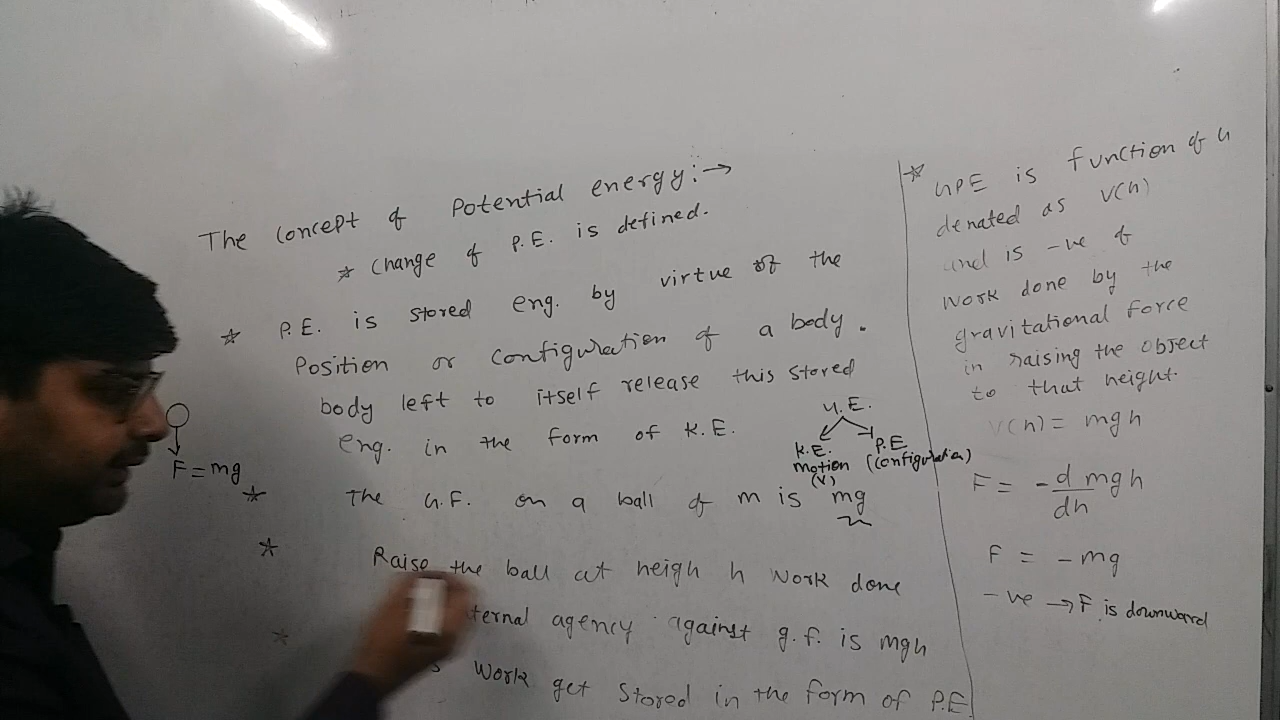 The concept of Potential energy:→
* change of P.E. is defined.
* P.E. is stored eng. by virtue of the
Position or configuration of a body.
body left to itself release this stored
eng. in the form of K.E.
M.E.
K.E. P.E
motion (configuration)
(v)
F = mg
* The G.F. on a ball of m is mg
* Raise the ball at heigh h work done
ternal agency against g.f. is mgh
* work get stored in the form of P.E.
* GPE is function of h
denated as V(h)
and is -ve of
work done by the
gravitational force
in raising the object
to that height.
V(h) = mgh
F = - d mgh
dh
F = - mg
-ve → F is downward